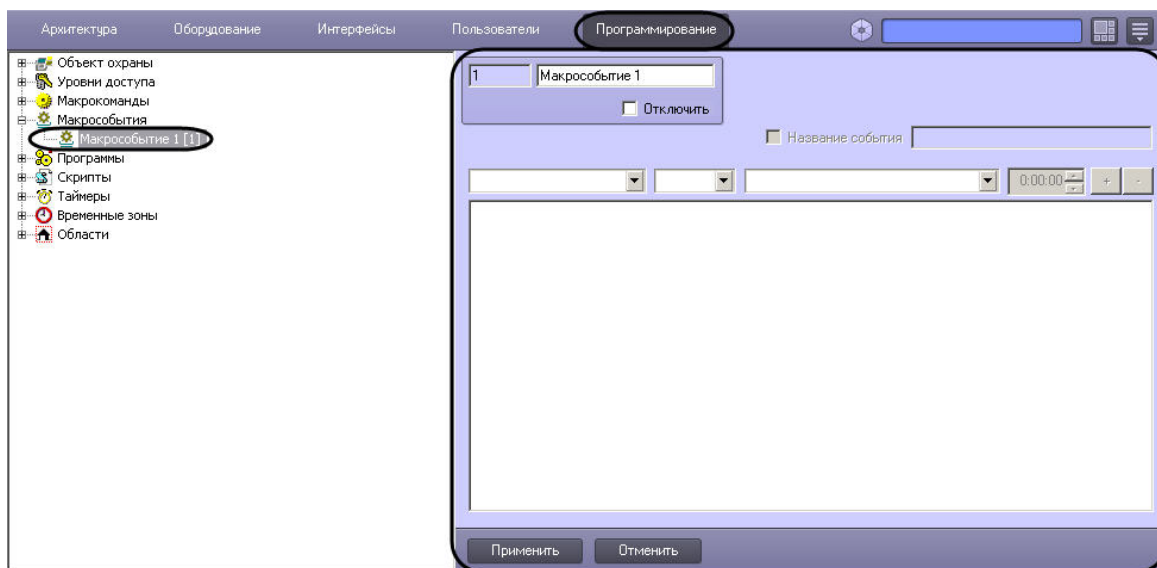 Архитектура Оборудование Интерфейсы Пользователи Программирование
Объект охраны
Уровни доступа
Макрокоманды
Макрособытия
Макрособытие 1 [1]
Программы
Скрипты
Таймеры
Временные зоны
Области
1 Макрособытие 1
Отключить
Название события
0:00:00 + -
Применить Отменить